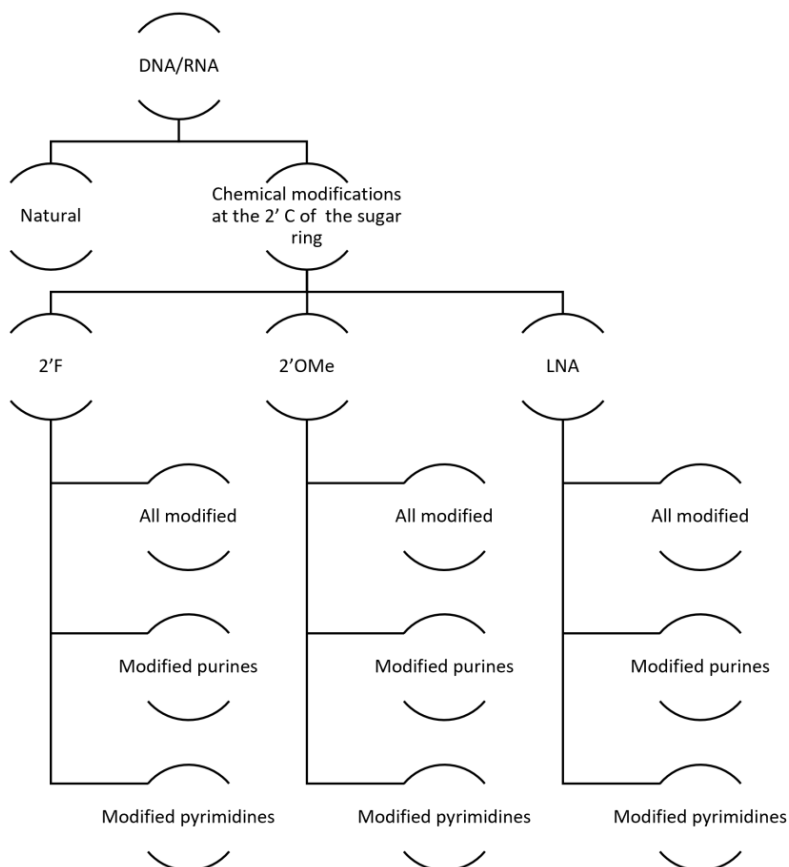 DNA/RNA
Natural
Chemical modifications
at the 2' C of the sugar
ring
2'F
2'OMe
LNA
All modified
All modified
All modified
Modified purines
Modified purines
Modified purines
Modified pyrimidines
Modified pyrimidines
Modified pyrimidines